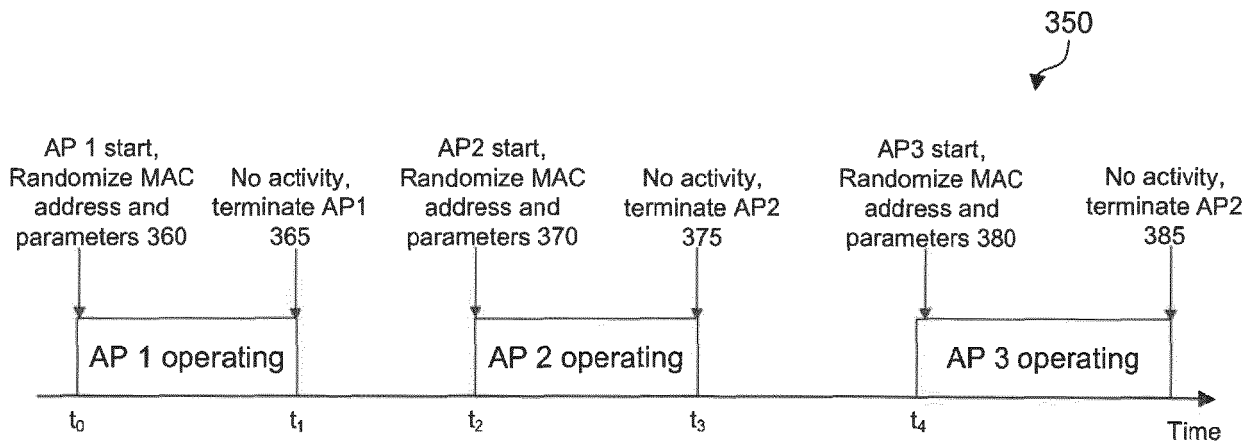 350
AP 1 start,
Randomize MAC
address and
parameters 360
No activity,
terminate AP1
365
AP2 start,
Randomize MAC
address and
parameters 370
No activity,
terminate AP2
375
AP3 start,
Randomize MAC
address and
parameters 380
No activity,
terminate AP2
385
AP 1 operating
AP 2 operating
AP 3 operating
t0
t1
t2
t3
t4
Time